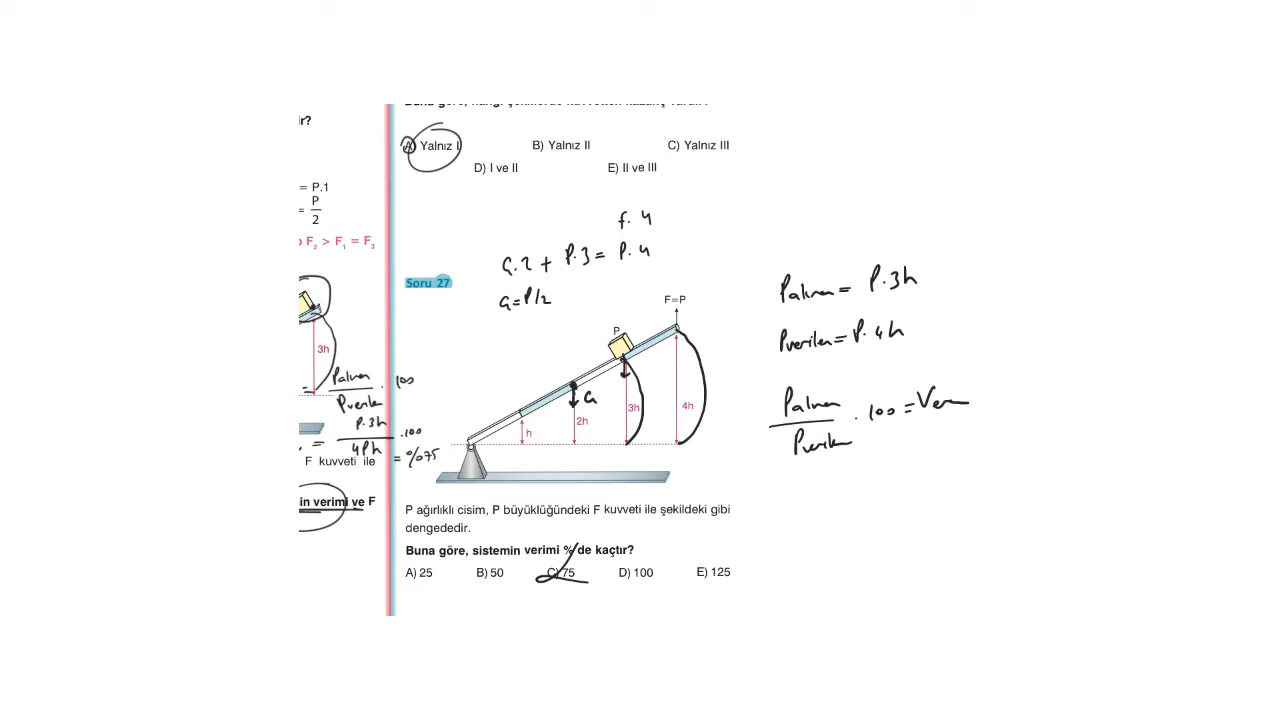 ir?
= P.1
= P
2
F₂ > F₁ = F₃
3h
= Palınan . 100
Pverilen
= P.3h .100
4Ph
= %75
F kuvveti ile
in verimi ve F
A) Yalnız I B) Yalnız II C) Yalnız III
D) I ve II E) II ve III
f. 4
G.2 + P.3 = P.4
Soru 27
G = P/2
F=P
P
G
h
2h
3h
4h
P ağırlıklı cisim, P büyüklüğündeki F kuvveti ile şekildeki gibi
dengededir.
Buna göre, sistemin verimi % de kaçtır?
A) 25 B) 50 C) 75 D) 100 E) 125
Palınan = P.3h
Pverilen = P.4h
Palınan . 100 =
Pverilen